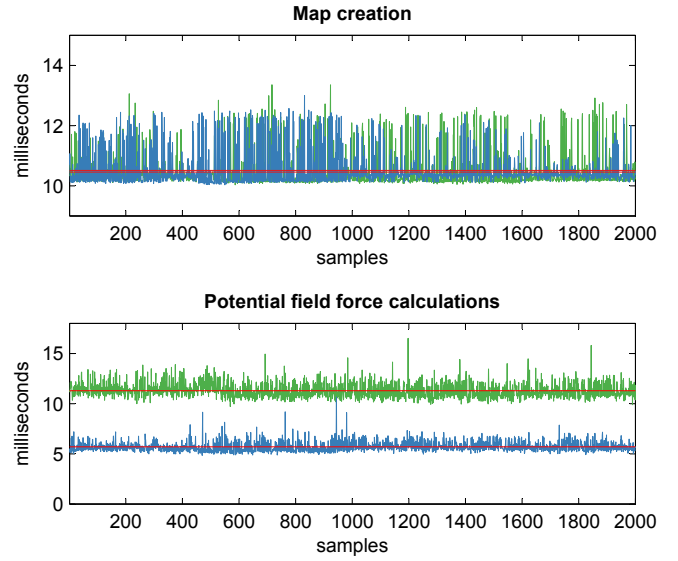 Map creation
14
12
10
milliseconds
200 400 600 800 1000 1200 1400 1600 1800 2000
samples
Potential field force calculations
15
10
5
0
milliseconds
200 400 600 800 1000 1200 1400 1600 1800 2000
samples